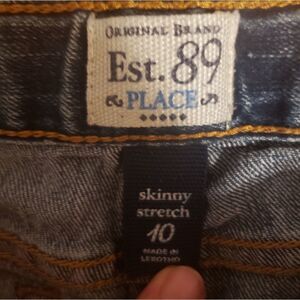 ORIGINAL BRAND
Est. 89
PLACE
skinny
stretch
10
MADE IN
LESOTHO